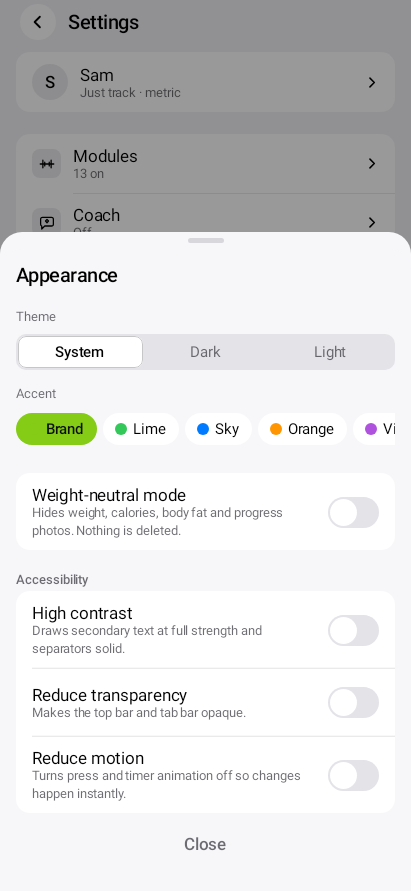 Settings
S
Sam
Just track · metric
Modules
13 on
Coach
Off
Appearance
Theme
System
Dark
Light
Accent
Brand
Lime
Sky
Orange
Vi
Weight-neutral mode
Hides weight, calories, body fat and progress
photos. Nothing is deleted.
Accessibility
High contrast
Draws secondary text at full strength and
separators solid.
Reduce transparency
Makes the top bar and tab bar opaque.
Reduce motion
Turns press and timer animation off so changes
happen instantly.
Close